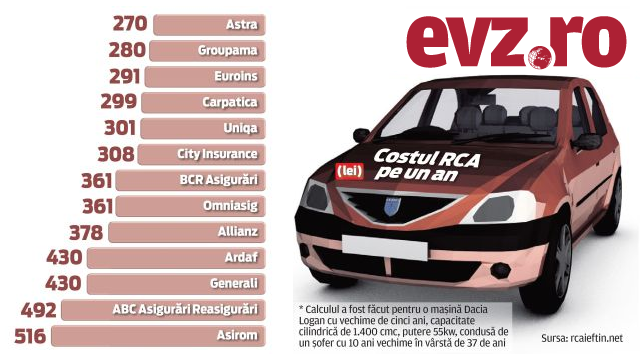 270 Astra
280 Groupama
291 Euroins
299 Carpatica
301 Uniqa
308 City Insurance
361 BCR Asigurări
361 Omniasig
378 Allianz
430 Ardaf
430 Generali
492 ABC Asigurări Reasigurări
516 Asirom
evz.ro
Costul RCA
(lei) pe un an
* Calculul a fost făcut pentru o mașină Dacia
Logan cu vechime de cinci ani, capacitate
cilindrică de 1.400 cmc, putere 55kw, condusă de
un șofer cu 10 ani vechime în vârstă de 37 de ani
Sursa: rcaieftin.net